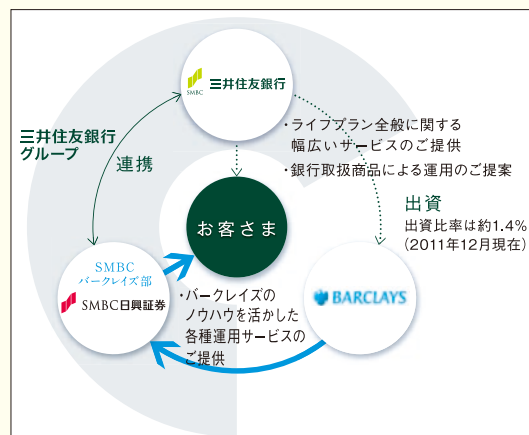 SMBC 三井住友銀行
三井住友銀行
グループ
連携
・ライフプラン全般に関する
幅広いサービスのご提供
・銀行取扱商品による運用のご提案
お客さま
出資
出資比率は約1.4%
(2011年12月現在)
SMBC
バークレイズ部
SMBC日興証券
・バークレイズの
ノウハウを活かした
各種運用サービスの
ご提供
BARCLAYS